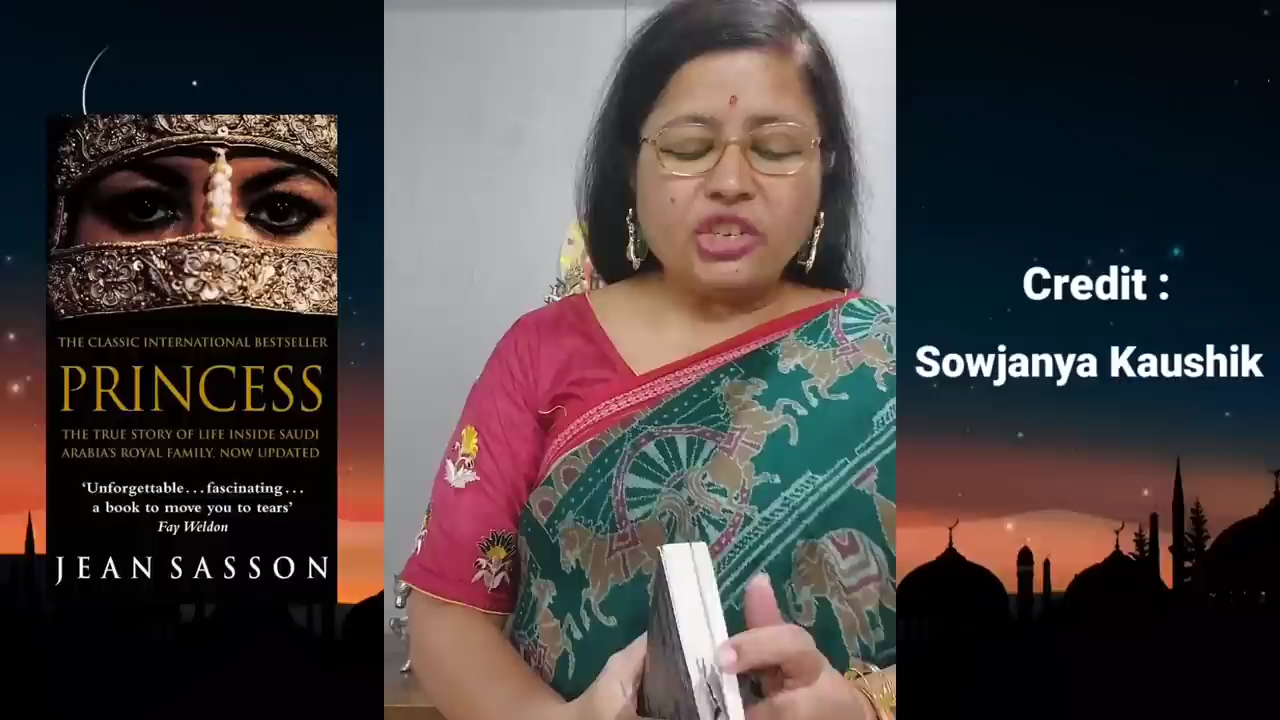 THE CLASSIC INTERNATIONAL BESTSELLER
PRINCESS
THE TRUE STORY OF LIFE INSIDE SAUDI
ARABIA'S ROYAL FAMILY, NOW UPDATED
'Unforgettable...fascinating...
a book to move you to tears'
Fay Weldon
JEAN SASSON
Credit :
Sowjanya Kaushik